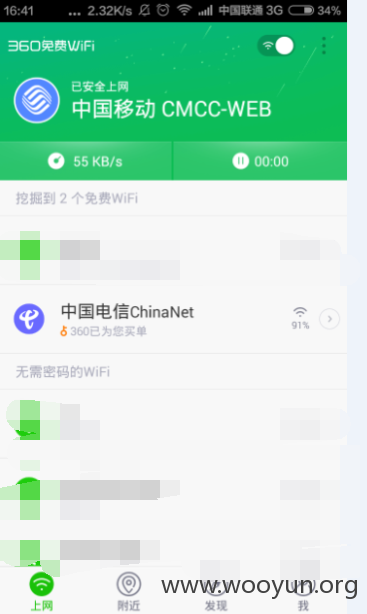 16:41 ... 2.32K/s 中国联通 3G 34%
360免费WiFi
已安全上网
中国移动 CMCC-WEB
55 KB/s 00:00
挖掘到 2 个免费WiFi
中国电信ChinaNet
360已为您买单
91%
无需密码的WiFi
上网 附近 发现 我
www.wooyun.org